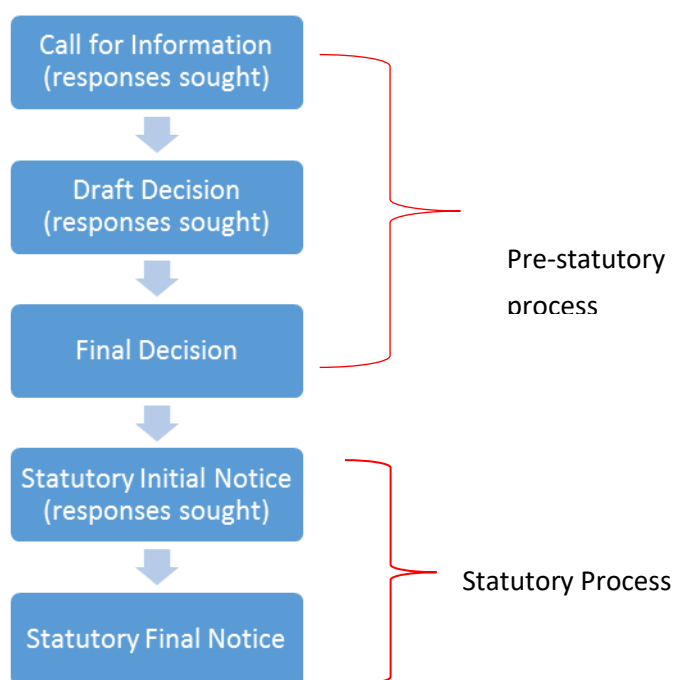 Call for Information
(responses sought)
Draft Decision
(responses sought)
Final Decision
Pre-statutory
process
Statutory Initial Notice
(responses sought)
Statutory Final Notice
Statutory Process